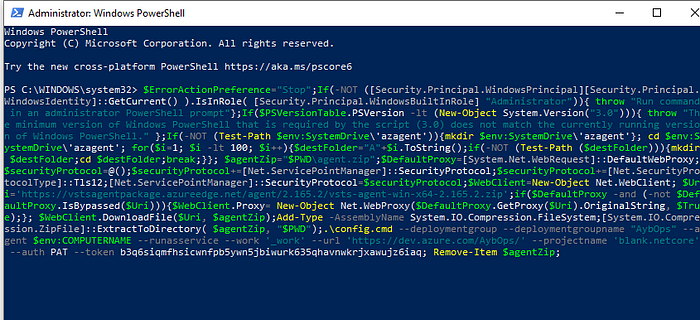 Administrator: Windows PowerShell
Windows PowerShell
Copyright (C) Microsoft Corporation. All rights reserved.
Try the new cross-platform PowerShell https://aka.ms/pscore6
PS C:\WINDOWS\system32> $ErrorActionPreference="Stop";If(-NOT ([Security.Principal.WindowsPrincipal][Security.Principal.
WindowsIdentity]::GetCurrent() ).IsInRole( [Security.Principal.WindowsBuiltInRole] "Administrator")){ throw "Run command
in an administrator PowerShell prompt"};If($PSVersionTable.PSVersion -lt (New-Object System.Version("3.0"))){ throw "Th
e minimum version of Windows PowerShell that is required by the script (3.0) does not match the currently running versio
n of Windows PowerShell." };If(-NOT (Test-Path $env:SystemDrive\'azagent')){mkdir $env:SystemDrive\'azagent'}; cd $env:S
ystemDrive\'azagent'; for($i=1; $i -lt 100; $i++){$destFolder="A"+$i.ToString();if(-NOT (Test-Path ($destFolder))){mkdir
$destFolder;cd $destFolder;break;}}; $agentZip="$PWD\agent.zip";$DefaultProxy=[System.Net.WebRequest]::DefaultWebProxy;
$securityProtocol=@();$securityProtocol+=[Net.ServicePointManager]::SecurityProtocol;$securityProtocol+=[Net.SecurityPro
tocolType]::Tls12;[Net.ServicePointManager]::SecurityProtocol=$securityProtocol;$WebClient=New-Object Net.WebClient; $Ur
i='https://vstsagentpackage.azureedge.net/agent/2.165.2/vsts-agent-win-x64-2.165.2.zip';if($DefaultProxy -and (-not $Def
aultProxy.IsBypassed($Uri))){$WebClient.Proxy= New-Object Net.WebProxy($DefaultProxy.GetProxy($Uri).OriginalString, $Tru
e);}; $WebClient.DownloadFile($Uri, $agentZip);Add-Type -AssemblyName System.IO.Compression.FileSystem;[System.IO.Compre
ssion.ZipFile]::ExtractToDirectory( $agentZip, "$PWD");.\config.cmd --deploymentgroup --deploymentgroupname "AybOps" --a
gent $env:COMPUTERNAME --runasservice --work '_work' --url 'https://dev.azure.com/AybOps/' --projectname 'blank.netcore'
--auth PAT --token b3q6siqmfhsicwnfpb5ywn5jbiwurk635qhavnwkrjxawujz6iaq; Remove-Item $agentZip;